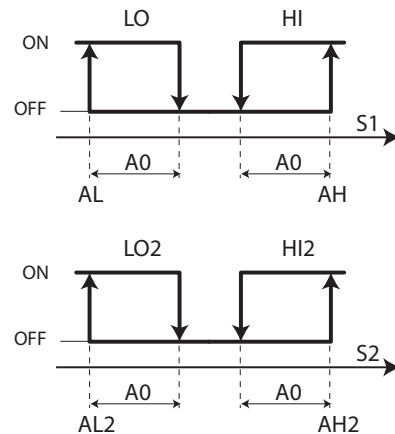 LO HI
ON
OFF
S1
A0 A0
AL AH
LO2 HI2
ON
OFF
S2
A0 A0
AL2 AH2